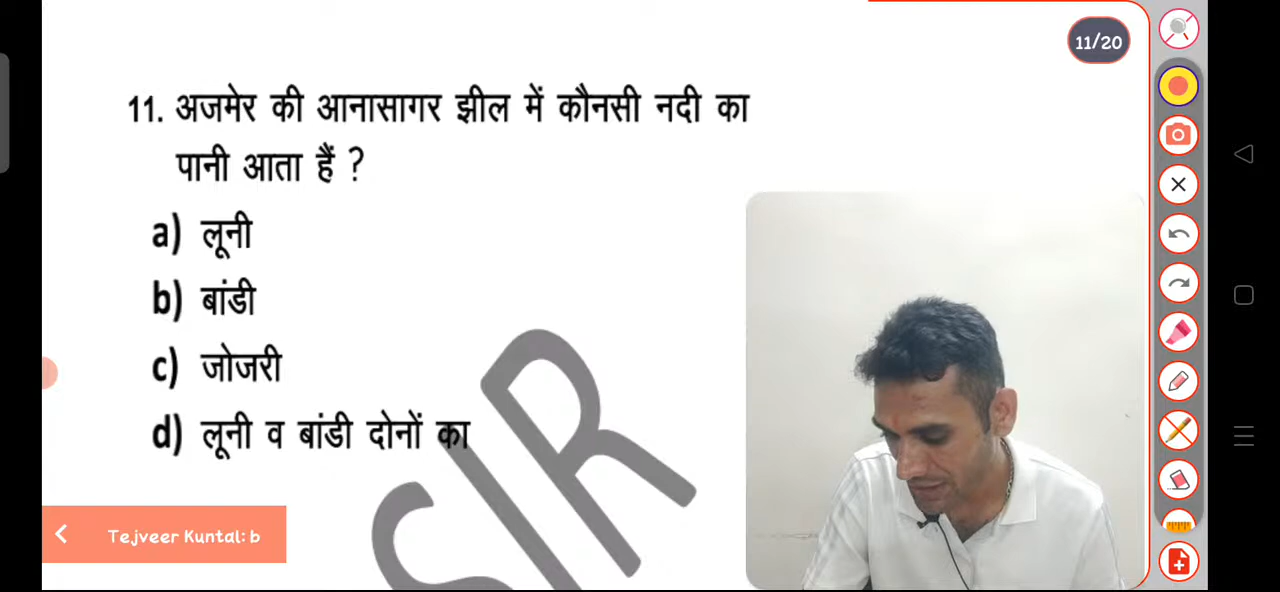 11/20
11. अजमेर की आनासागर झील में कौनसी नदी का
पानी आता हैं ?
a) लूनी
b) बांडी
c) जोजरी
d) लूनी व बांडी दोनों का
SIR
Tejveer Kuntal: b